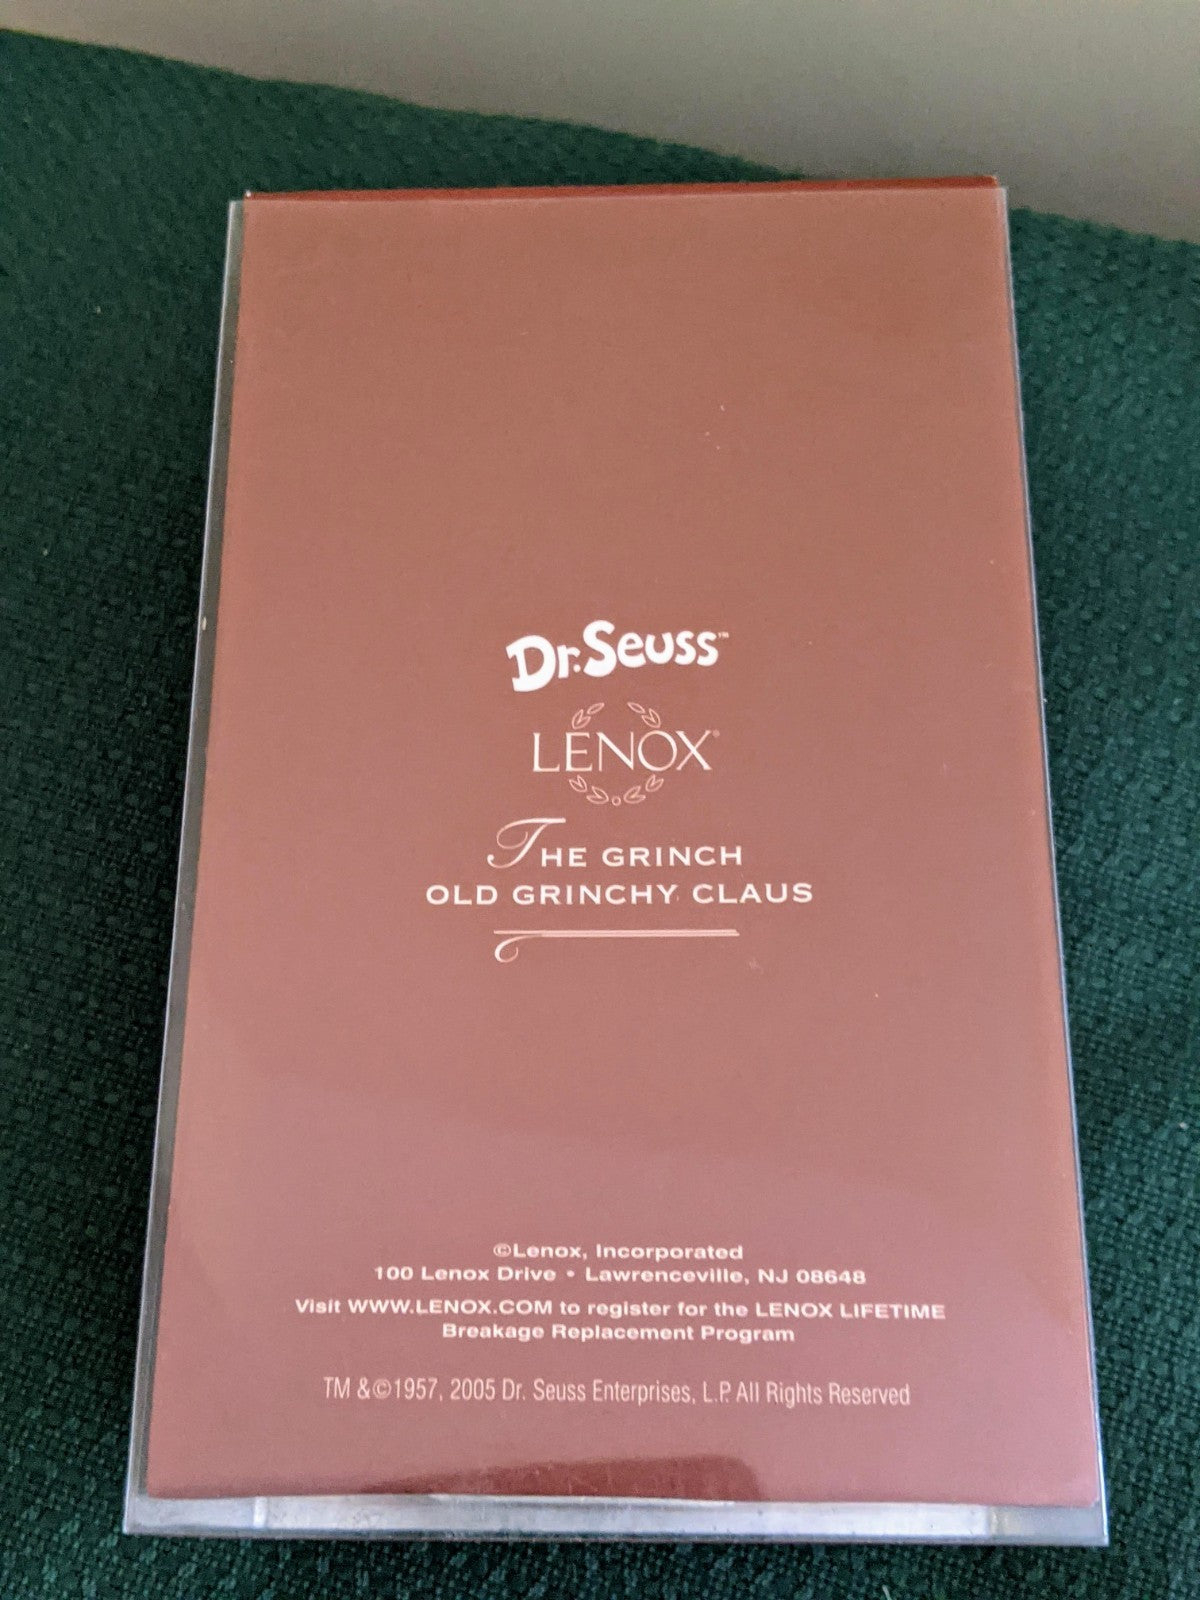 Dr. Seuss™
LENOX®
THE GRINCH
OLD GRINCHY CLAUS
©Lenox, Incorporated
100 Lenox Drive • Lawrenceville, NJ 08648
Visit WWW.LENOX.COM to register for the LENOX LIFETIME
Breakage Replacement Program
TM &©1957, 2005 Dr. Seuss Enterprises, L.P. All Rights Reserved